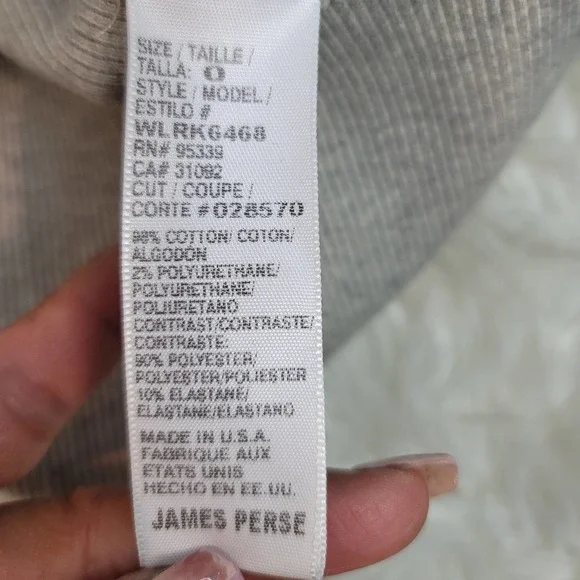 SIZE / TAILLE /
TALLA: 0
STYLE / MODEL /
ESTILO #
WLRK6468
RN# 95339
CA# 31092
CUT / COUPE /
CORTE #028570
98% COTTON/ COTON/
ALGODÓN
2% POLYURETHANE/
POLYURETHANE/
POLIURETANO
CONTRAST/CONTRASTE/
CONTRASTE:
90% POLYESTER/
POLYESTER/POLIESTER
10% ELASTANE/
ELASTANE/ELASTANO
MADE IN U.S.A.
FABRIQUE AUX
ETATS UNIS
HECHO EN EE.UU.
JAMES PERSE